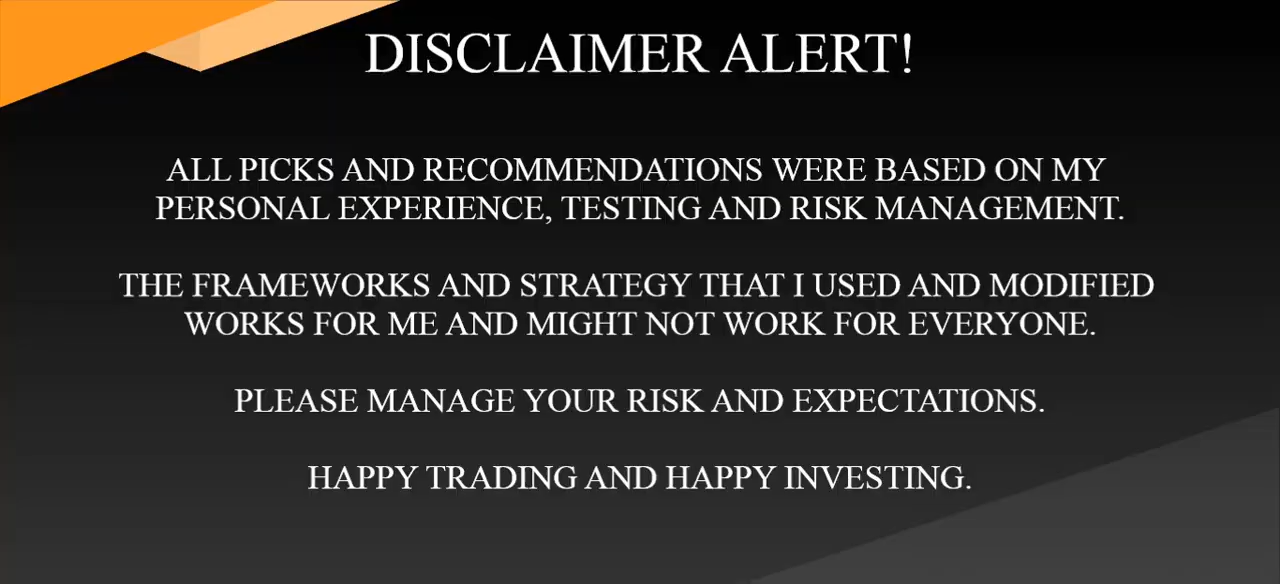 DISCLAIMER ALERT!
ALL PICKS AND RECOMMENDATIONS WERE BASED ON MY
PERSONAL EXPERIENCE, TESTING AND RISK MANAGEMENT.
THE FRAMEWORKS AND STRATEGY THAT I USED AND MODIFIED
WORKS FOR ME AND MIGHT NOT WORK FOR EVERYONE.
PLEASE MANAGE YOUR RISK AND EXPECTATIONS.
HAPPY TRADING AND HAPPY INVESTING.